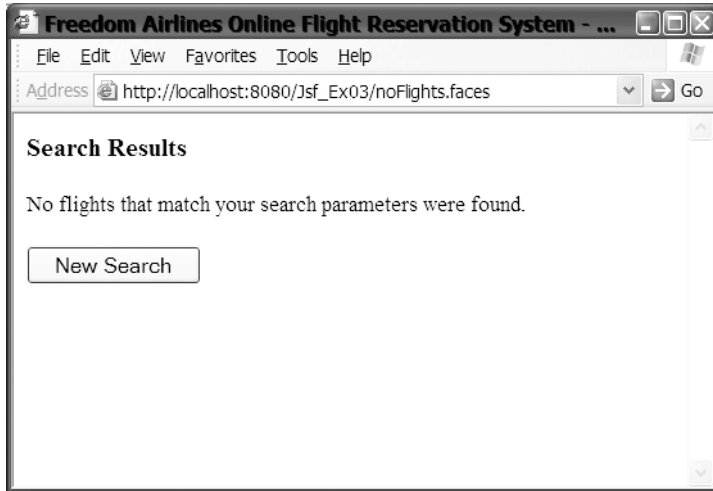 Freedom Airlines Online Flight Reservation System - ...
File Edit View Favorites Tools Help
Address http://localhost:8080/Jsf_Ex03/noFlights.faces Go
Search Results
No flights that match your search parameters were found.
New Search